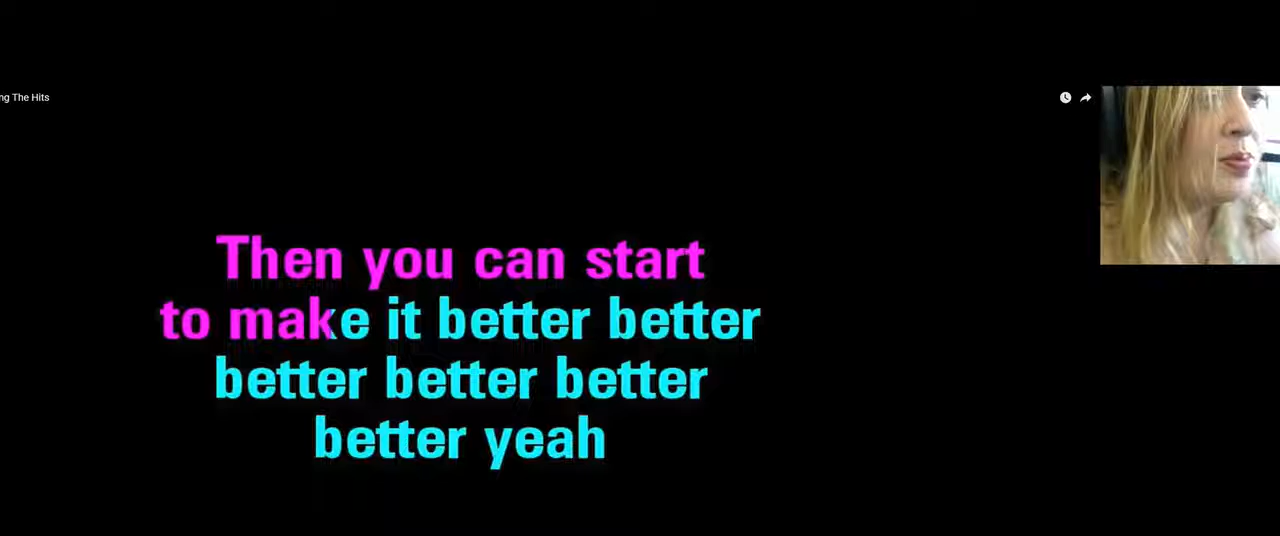 ng The Hits
Then you can start
to make it better better
better better better
better yeah